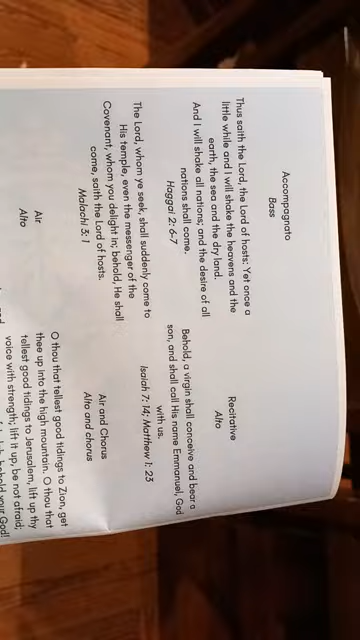 Accompagnato
Bass
Thus saith the Lord, the Lord of hosts: Yet once a
little while and I will shake the heavens and the
earth, the sea and the dry land.
And I will shake all nations; and the desire of all
nations shall come.
Haggai 2: 6-7
The Lord, whom ye seek, shall suddenly come to
His temple, even the messenger of the
Covenant, whom you delight in; behold, He shall
come, saith the Lord of hosts.
Malachi 3: 1
Air
Alto
Recitative
Alto
Behold, a virgin shall conceive and bear a
son, and shall call His name Emmanuel, God
with us.
Isaiah 7: 14; Matthew 1: 23
Air and Chorus
Alto and chorus
O thou that tellest good tidings to Zion, get
thee up into the high mountain. O thou that
tellest good tidings to Jerusalem, lift up thy
voice with strength; lift it up, be not afraid;
behold your God!